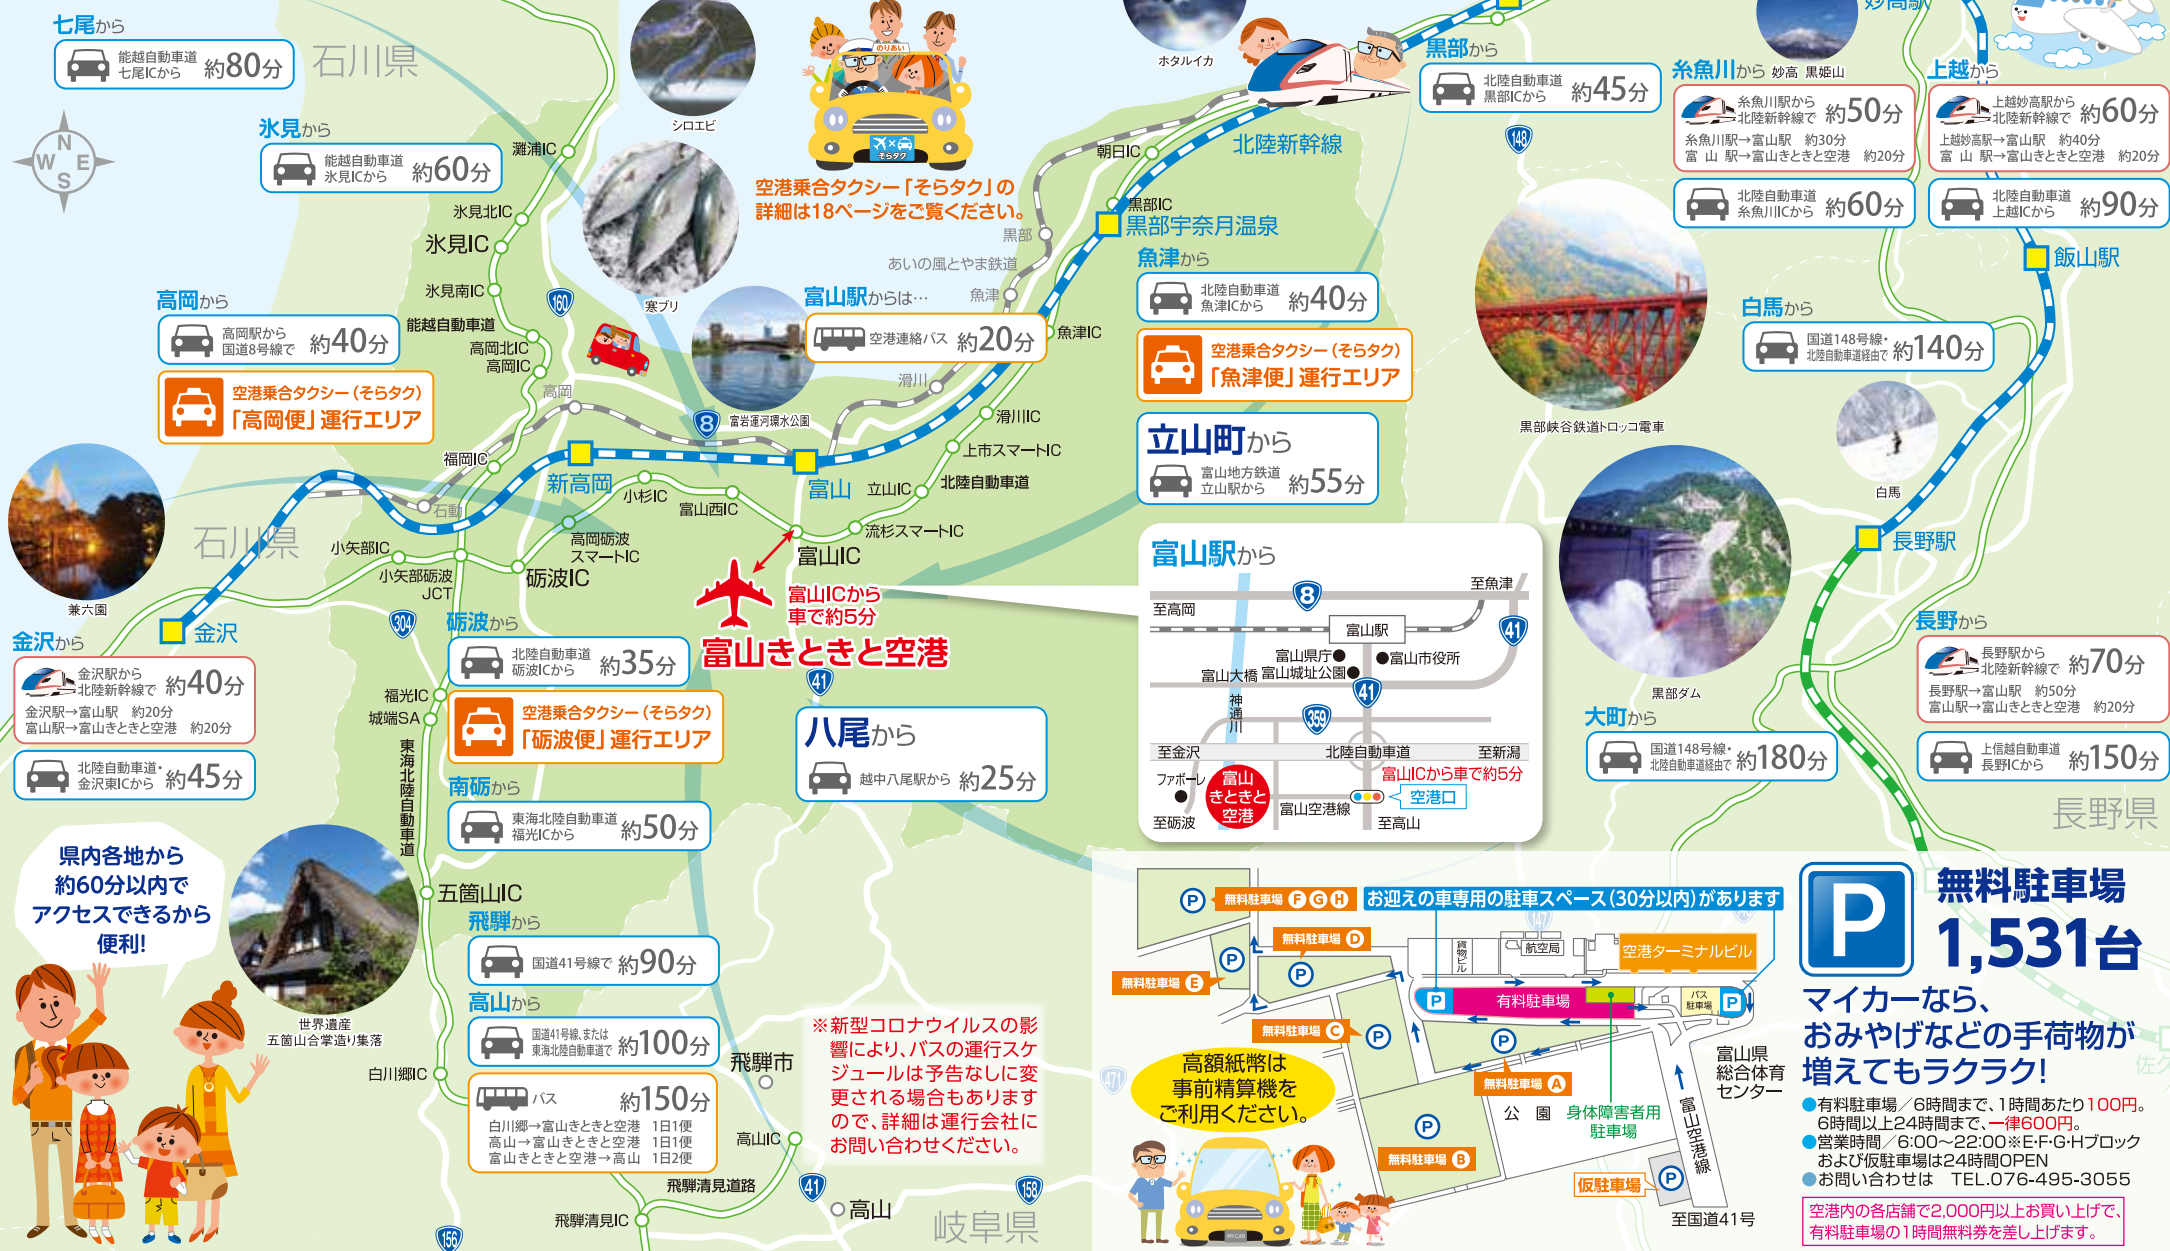 七尾から
能越自動車道
七尾ICから 約80分
石川県
N
W E
S
氷見から
能越自動車道
氷見ICから 約60分
灘浦IC
氷見北IC
氷見IC
氷見南IC
能越自動車道
高岡北IC
高岡IC
160
高岡から
高岡駅から
国道8号線で 約40分
空港乗合タクシー（そらタク）
「高岡便」運行エリア
シロエビ
寒ブリ
のりあい
そらタク
空港乗合タクシー「そらタク」の
詳細は18ページをご覧ください。
ホタルイカ
富山駅からは…
空港連絡バス 約20分
富岩運河環水公園
8
高岡
福岡IC
新高岡
石動
富山
小杉IC
富山西IC
高岡砺波
スマートIC
砺波IC
小矢部IC
小矢部砺波
JCT
石川県
兼六園
金沢
北陸新幹線
朝日IC
黒部IC
黒部宇奈月温泉
黒部
あいの風とやま鉄道
魚津
魚津IC
滑川
滑川IC
上市スマートIC
立山IC
北陸自動車道
流杉スマートIC
富山IC
富山ICから
車で約5分
富山きときと空港
41
黒部から
北陸自動車道
黒部ICから 約45分
148
魚津から
北陸自動車道
魚津ICから 約40分
空港乗合タクシー（そらタク）
「魚津便」運行エリア
立山町から
富山地方鉄道
立山駅から 約55分
妙高駅
糸魚川から
妙高 黒姫山
糸魚川駅から
北陸新幹線で 約50分
糸魚川駅→富山駅 約30分
富山駅→富山きときと空港 約20分
北陸自動車道
糸魚川ICから 約60分
上越から
上越妙高駅から
北陸新幹線で 約60分
上越妙高駅→富山駅 約40分
富山駅→富山きときと空港 約20分
北陸自動車道
上越ICから 約90分
飯山駅
黒部峡谷鉄道トロッコ電車
白馬から
国道148号線・
北陸自動車道経由で 約140分
白馬
長野駅
黒部ダム
大町から
国道148号線・
北陸自動車道経由で 約180分
長野から
長野駅から
北陸新幹線で 約70分
長野駅→富山駅 約50分
富山駅→富山きときと空港 約20分
上信越自動車道
長野ICから 約150分
長野県
金沢から
金沢駅から
北陸新幹線で 約40分
金沢駅→富山駅 約20分
富山駅→富山きときと空港 約20分
北陸自動車道・
金沢東ICから 約45分
304
砺波から
北陸自動車道
砺波ICから 約35分
空港乗合タクシー（そらタク）
「砺波便」運行エリア
福光IC
城端SA
東海北陸自動車道
南砺から
東海北陸自動車道
福光ICから 約50分
八尾から
越中八尾駅から 約25分
五箇山IC
飛騨から
国道41号線で 約90分
高山から
国道41号線、または
東海北陸自動車道で 約100分
バス 約150分
白川郷→富山きときと空港 1日1便
高山→富山きときと空港 1日1便
富山きときと空港→高山 1日2便
白川郷IC
飛騨市
高山IC
飛騨清見道路
飛騨清見IC
41
高山
158
156
岐阜県
県内各地から
約60分以内で
アクセスできるから
便利!
世界遺産
五箇山合掌造り集落
※新型コロナウイルスの影
響により、バスの運行スケ
ジュールは予告なしに変
更される場合もあります
ので、詳細は運行会社に
お問い合わせください。
富山駅から
8
至魚津
至高岡
富山駅
41
富山県庁
富山市役所
富山大橋
富山城址公園
41
神通川
359
至金沢
北陸自動車道
至新潟
ファボーレ
富山
きときと
空港
富山ICから車で約5分
空港口
富山空港線
至砺波
至高山
P
無料駐車場 F G H
お迎えの車専用の駐車スペース（30分以内）があります
147
無料駐車場 D
P
P
無料駐車場 E
無料駐車場 C
P
貨物ビル
航空局
空港ターミナルビル
P
有料駐車場
バス
駐車場
P
P
無料駐車場 A
公園
身体障害者用
駐車場
P
無料駐車場 B
富山県
総合体育
センター
富山空港線
仮駐車場
P
至国道41号
471
高額紙幣は
事前精算機を
ご利用ください。
MY CAR
P
無料駐車場
1,531台
マイカーなら、
おみやげなどの手荷物が
増えてもラクラク!
佐久
●有料駐車場／6時間まで、1時間あたり100円。
6時間以上24時間まで、一律600円。
●営業時間／6:00〜22:00※E・F・G・Hブロック
および仮駐車場は24時間OPEN
●お問い合わせは TEL.076-495-3055
空港内の各店舗で2,000円以上お買い上げで、
有料駐車場の1時間無料券を差し上げます。